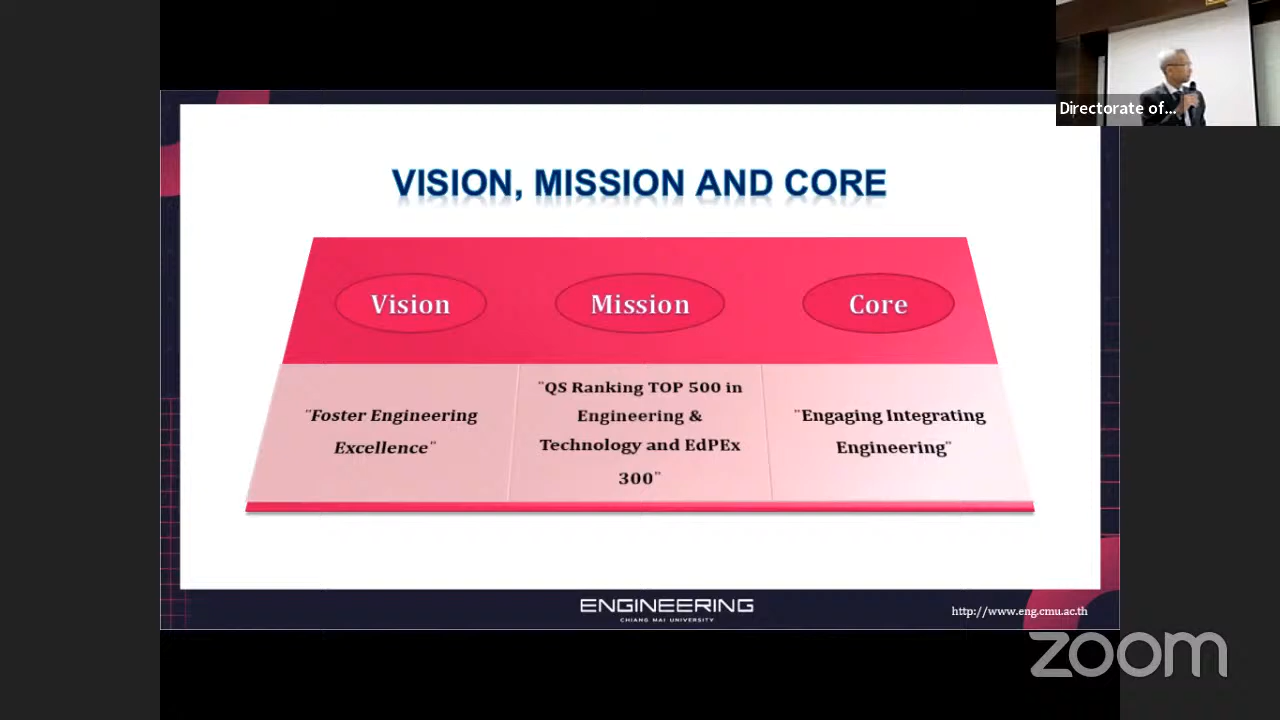 Directorate of...
VISION, MISSION AND CORE
Vision
Mission
Core
"Foster Engineering
Excellence"
"QS Ranking TOP 500 in
Engineering &
Technology and EdPEx
300"
"Engaging Integrating
Engineering"
ENGINEERING
CHIANG MAI UNIVERSITY
http://www.eng.cmu.ac.th
zoom